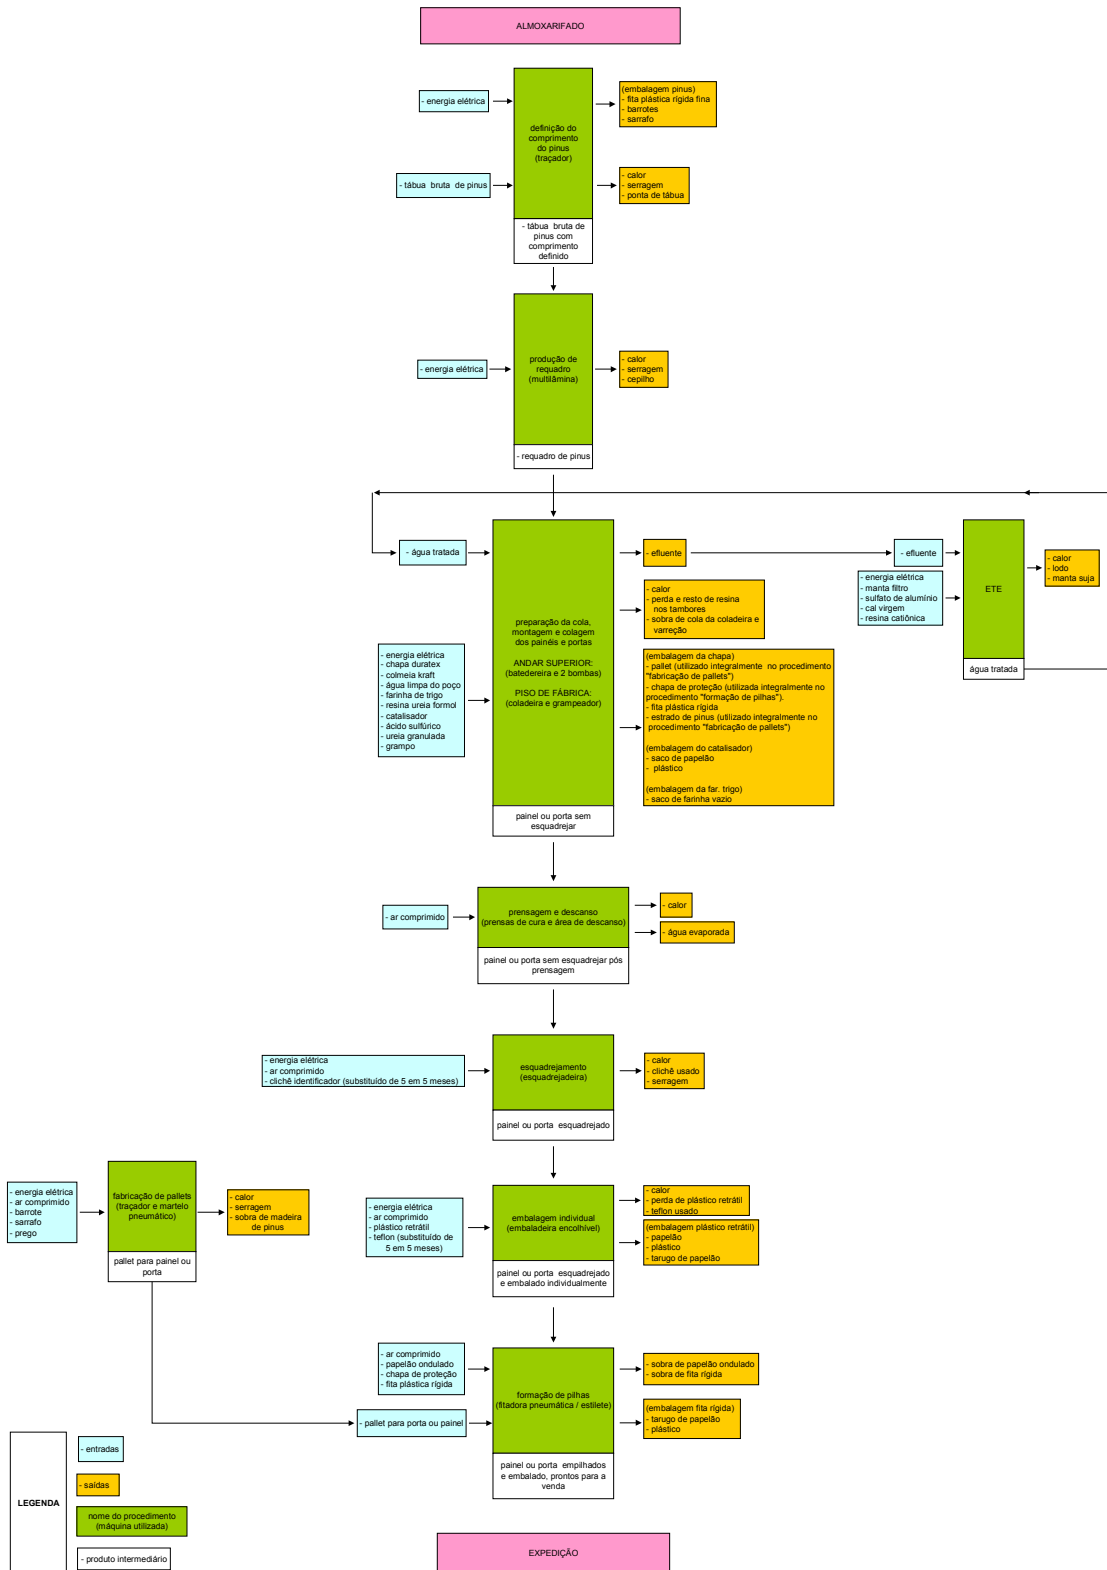 ALMOXARIFADO
- energia elétrica
- tábua  bruta  de pinus
definição do
comprimento
do pinus
(traçador)
- tábua  bruta de
pinus com
comprimento
definido
(embalagem pinus)
- fita plástica rígida fina
- barrotes
- sarrafo
- calor
- serragem
- ponta de tábua
- energia elétrica
produção de
requadro
(multilâmina)
- requadro de pinus
- calor
- serragem
- cepilho
- água tratada
- energia elétrica
- chapa duratex
- colmeia kraft
- água limpa do poço
- farinha de trigo
- resina ureia formol
- catalisador
- ácido sulfúrico
- ureia granulada
- grampo
preparação da cola,
montagem e colagem
dos painéis e portas
ANDAR SUPERIOR:
(batedereira e 2 bombas)
PISO DE FÁBRICA:
(coladeira e grampeador)
painel ou porta sem
esquadrejar
- efluente
- calor
- perda e resto de resina
nos tambores
- sobra de cola da coladeira e
varreção
(embalagem da chapa)
- pallet (utilizado integralmente  no procedimento
"fabricação de pallets")
- chapa de proteção (utilizada integralmente no
procedimento "formação de pilhas").
- fita plástica rígida
- estrado de pinus (utilizado integralmente no
procedimento "fabricação de pallets")
(embalagem do catalisador)
- saco de papelão
-  plástico
(embalagem da far. trigo)
- saco de farinha vazio
- efluente
- energia elétrica
- manta filtro
- sulfato de alumínio
- cal virgem
- resina catiônica
ETE
água tratada
- calor
- lodo
- manta suja
- ar comprimido
prensagem e descanso
(prensas de cura e área de descanso)
painel ou porta sem esquadrejar pós
prensagem
- calor
- água evaporada
- energia elétrica
- ar comprimido
- clichê identificador (substituído de 5 em 5 meses)
esquadrejamento
(esquadrejadeira)
painel ou porta  esquadrejado
- calor
- clichê usado
- serragem
- energia elétrica
- ar comprimido
- barrote
- sarrafo
- prego
fabricação de pallets
(traçador e martelo
pneumático)
pallet para painel ou
porta
- calor
- serragem
- sobra de madeira
de pinus
- energia elétrica
- ar comprimido
- plástico retrátil
- teflon (substituído de
5 em 5 meses)
embalagem individual
(embaladeira encolhível)
painel ou porta  esquadrejado
e embalado individualmente
- calor
- perda de plástico retrátil
- teflon usado
(embalagem plástico retrátil)
- papelão
- plástico
- tarugo de papelão
- ar comprimido
- papelão ondulado
- chapa de proteção
- fita plástica rígida
- pallet para porta ou painel
formação de pilhas
(fitadora pneumática / estilete)
painel ou porta  empilhados
e embalado, prontos para a
venda
- sobra de papelão ondulado
- sobra de fita rígida
(embalagem fita rígida)
- tarugo de papelão
- plástico
LEGENDA
- entradas
- saídas
nome do procedimento
(máquina utilizada)
- produto intermediário
EXPEDIÇÃO